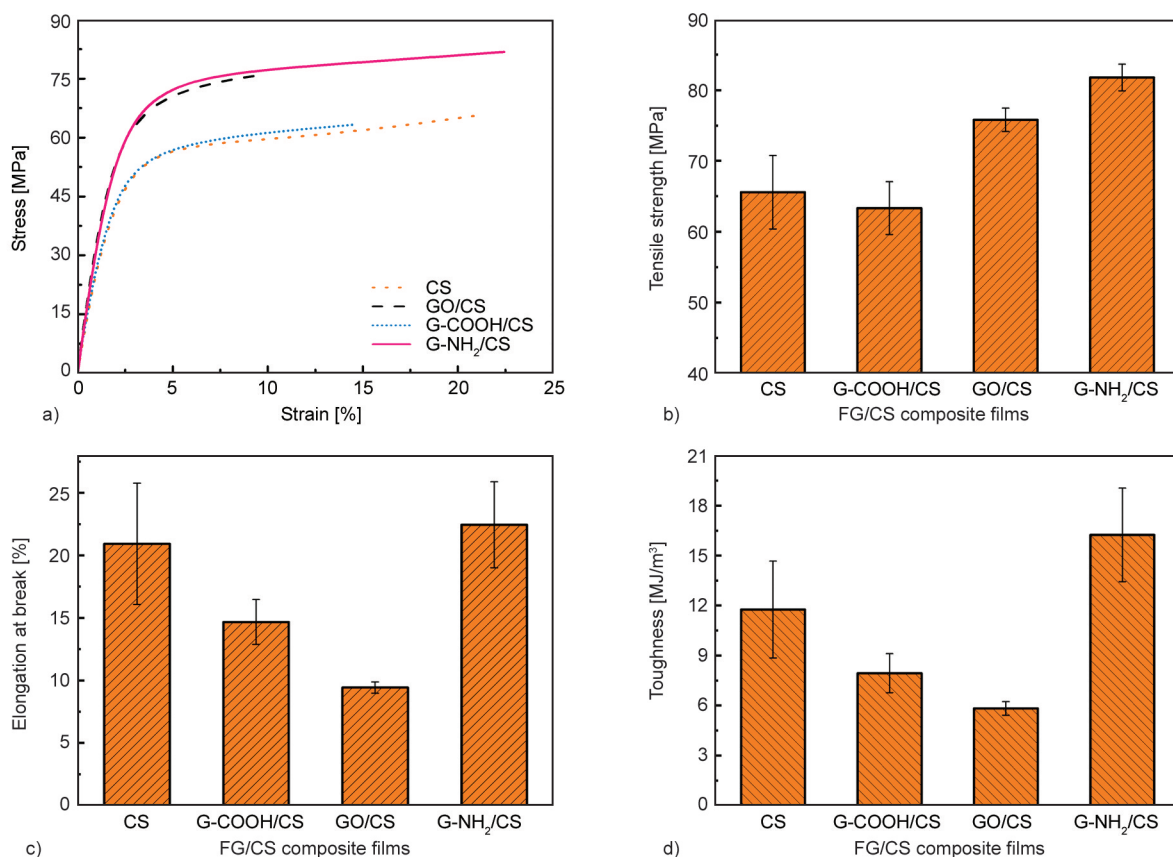 90
75
60
45
30
15
0
Stress [MPa]
CS
GO/CS
G-COOH/CS
G-NH₂/CS
0 5 10 15 20 25
a) Strain [%]
90
80
70
60
50
40
Tensile strength [MPa]
CS G-COOH/CS GO/CS G-NH₂/CS
b) FG/CS composite films
25
20
15
10
5
0
Elongation at break [%]
CS G-COOH/CS GO/CS G-NH₂/CS
c) FG/CS composite films
21
18
15
12
9
6
3
0
Toughness [MJ/m³]
CS G-COOH/CS GO/CS G-NH₂/CS
d) FG/CS composite films